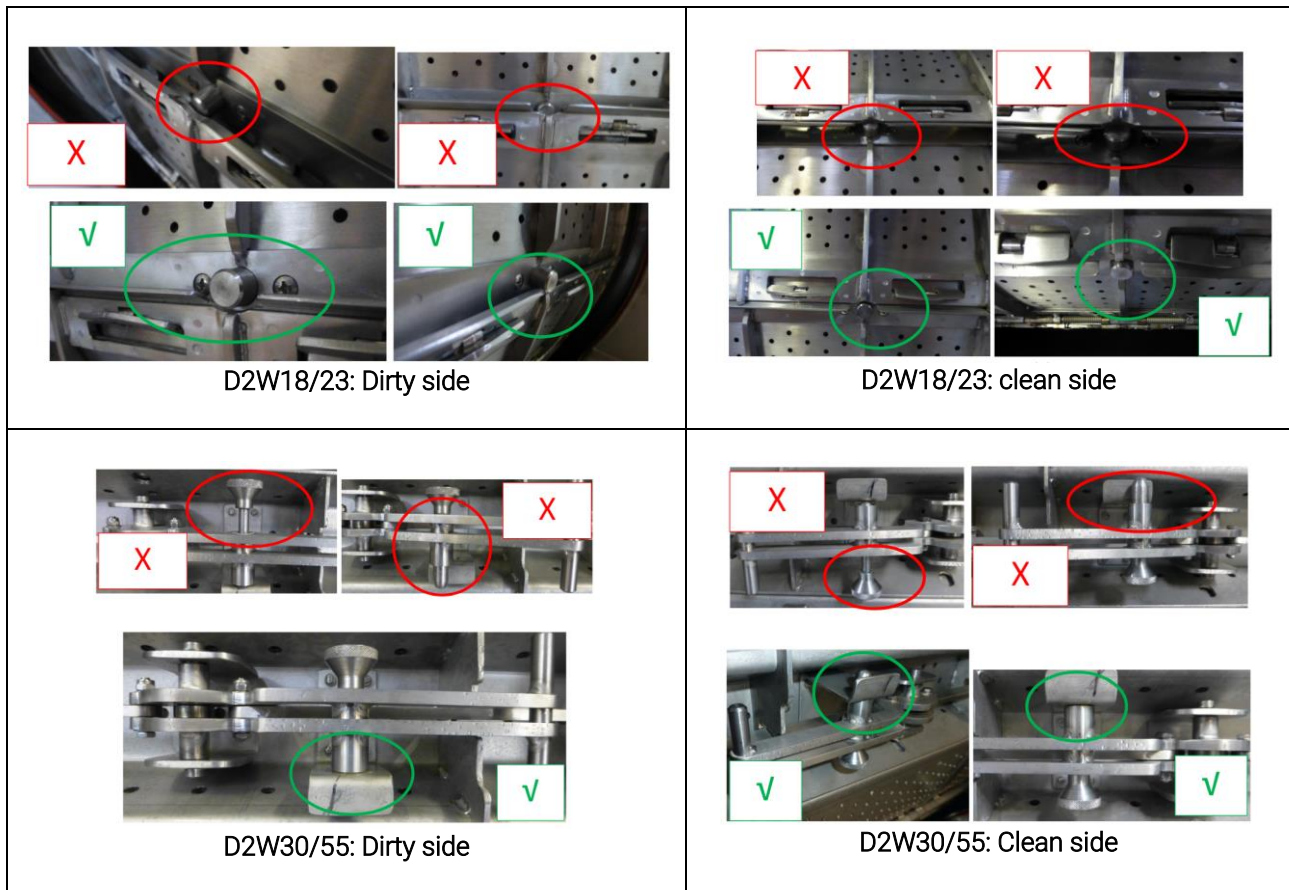 X
X
√
√
D2W18/23: Dirty side
X
X
√
√
D2W18/23: clean side
X
X
√
D2W30/55: Dirty side
X
X
√
√
D2W30/55: Clean side